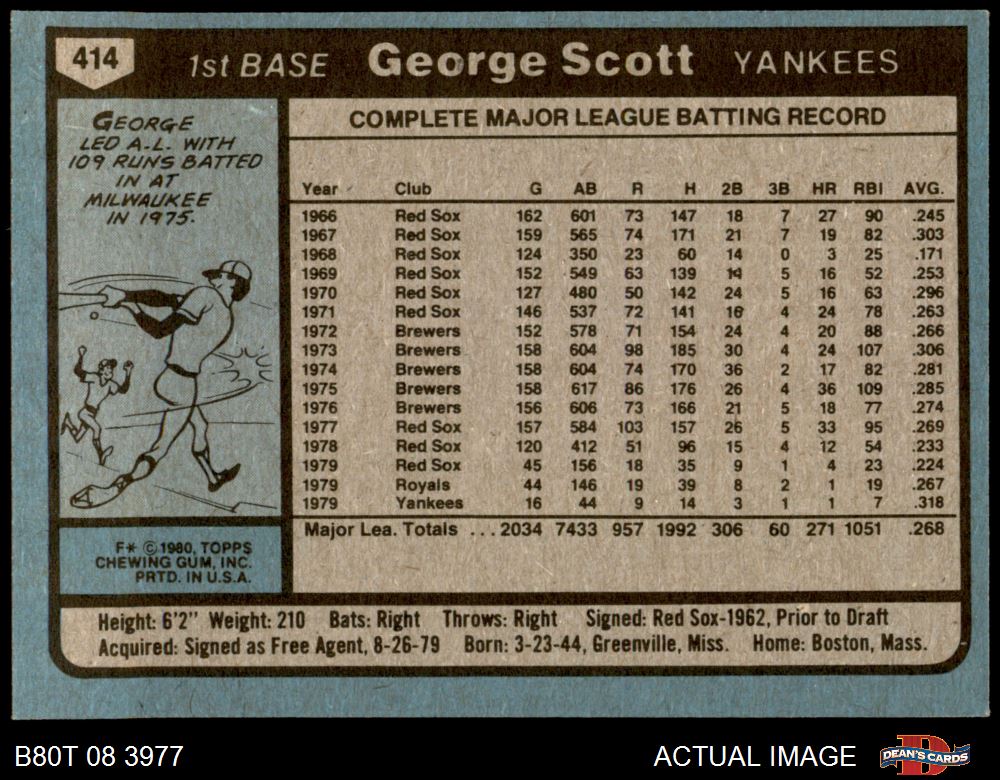 414
1st BASE George Scott YANKEES
GEORGE
LED A.L. WITH
109 RUNS BATTED
IN AT
MILWAUKEE
IN 1975.
COMPLETE MAJOR LEAGUE BATTING RECORD
Year Club G AB R H 2B 3B HR RBI AVG.
1966 Red Sox 162 601 73 147 18 7 27 90 .245
1967 Red Sox 159 565 74 171 21 7 19 82 .303
1968 Red Sox 124 350 23 60 14 0 3 25 .171
1969 Red Sox 152 549 63 139 14 5 16 52 .253
1970 Red Sox 127 480 50 142 24 5 16 63 .296
1971 Red Sox 146 537 72 141 16 4 24 78 .263
1972 Brewers 152 578 71 154 24 4 20 88 .266
1973 Brewers 158 604 98 185 30 4 24 107 .306
1974 Brewers 158 604 74 170 36 2 17 82 .281
1975 Brewers 158 617 86 176 26 4 36 109 .285
1976 Brewers 156 606 73 166 21 5 18 77 .274
1977 Red Sox 157 584 103 157 26 5 33 95 .269
1978 Red Sox 120 412 51 96 15 4 12 54 .233
1979 Red Sox 45 156 18 35 9 1 4 23 .224
1979 Royals 44 146 19 39 8 2 1 19 .267
1979 Yankees 16 44 9 14 3 1 1 7 .318
Major Lea. Totals ... 2034 7433 957 1992 306 60 271 1051 .268
F* © 1980, TOPPS
CHEWING GUM, INC.
PRTD. IN U.S.A.
Height: 6'2" Weight: 210 Bats: Right Throws: Right Signed: Red Sox-1962, Prior to Draft
Acquired: Signed as Free Agent, 8-26-79 Born: 3-23-44, Greenville, Miss. Home: Boston, Mass.
B80T 08 3977
ACTUAL IMAGE
DEAN'S CARDS